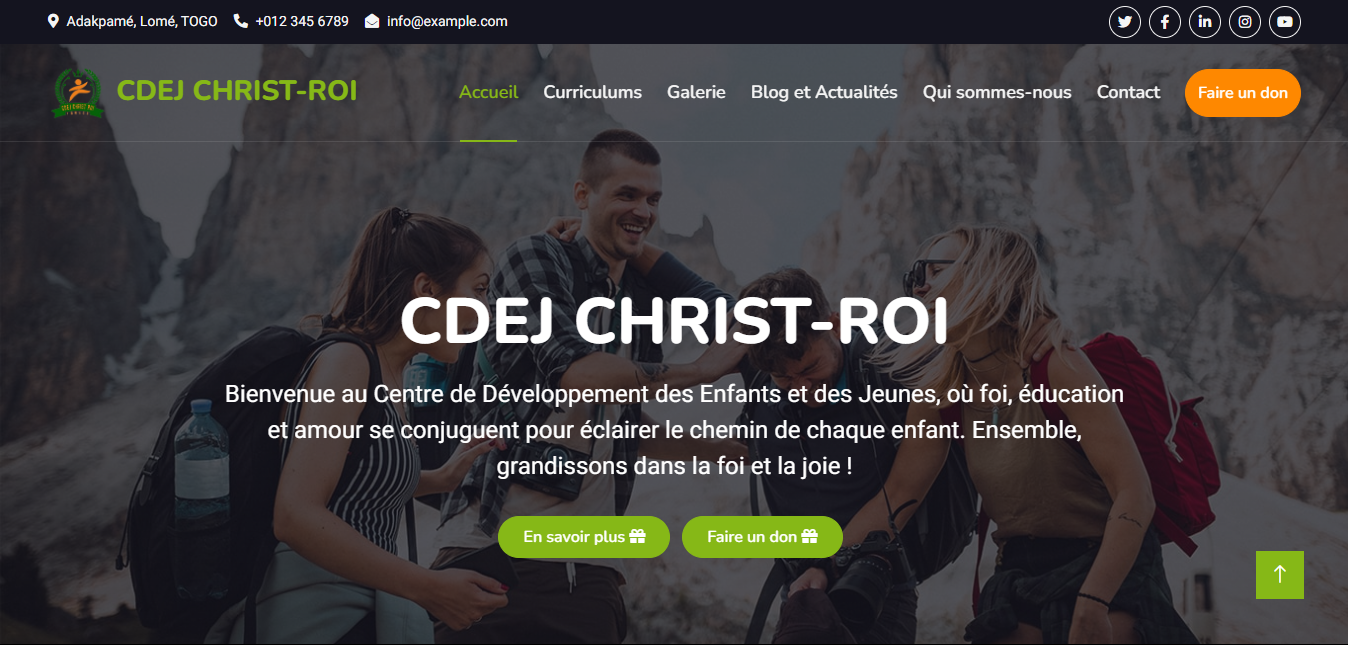 Adakpamé, Lomé, TOGO +012 345 6789 info@example.com
CDEJ CHRIST-ROI Accueil Curriculums Galerie Blog et Actualités Qui sommes-nous Contact Faire un don
CDEJ CHRIST-ROI
Bienvenue au Centre de Développement des Enfants et des Jeunes, où foi, éducation
et amour se conjuguent pour éclairer le chemin de chaque enfant. Ensemble,
grandissons dans la foi et la joie !
En savoir plus Faire un don